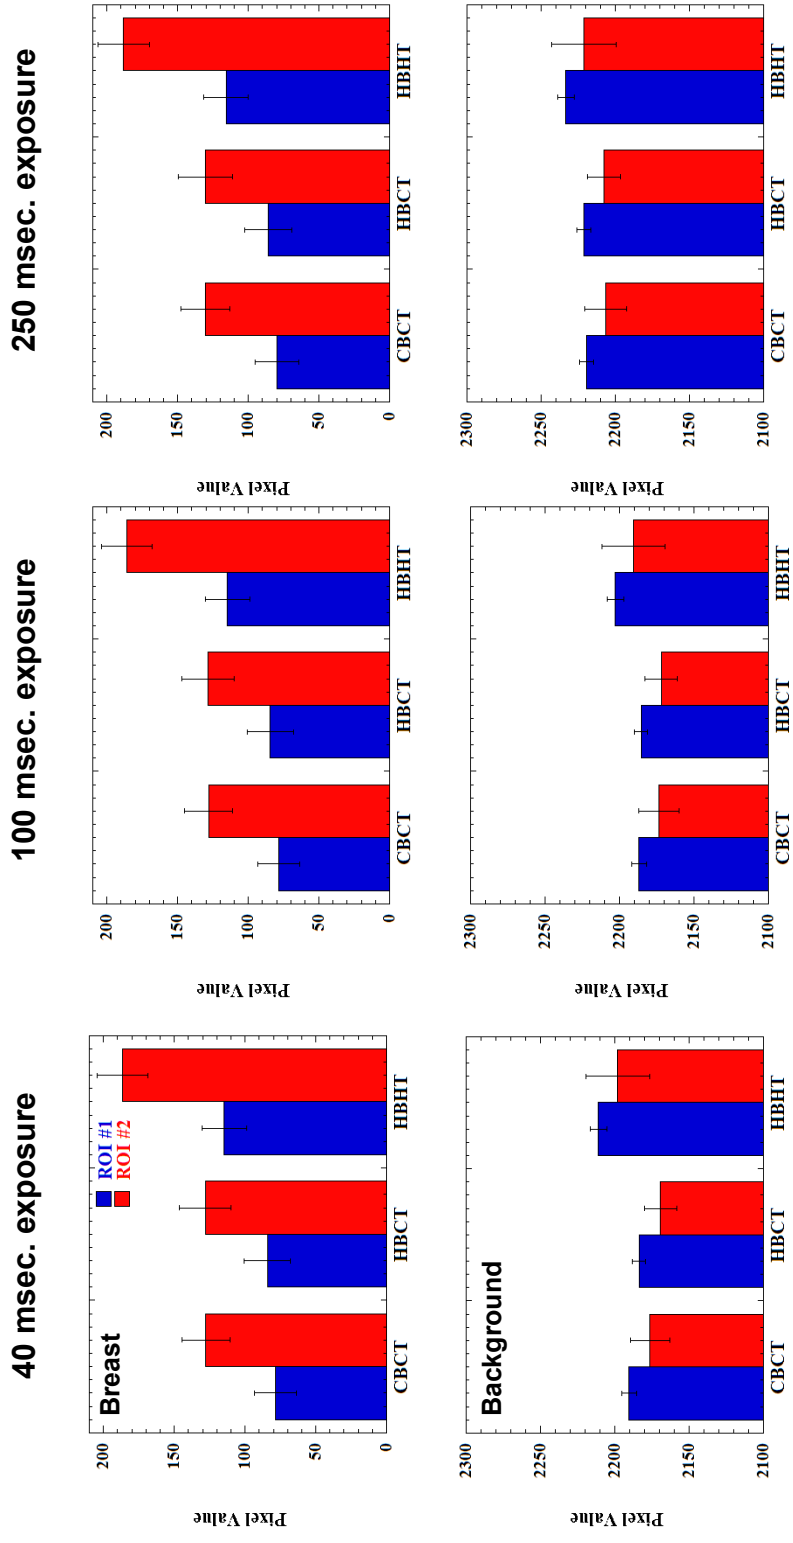 40 msec. exposure
100 msec. exposure
250 msec. exposure
Breast
ROI #1
ROI #2
Pixel Value
200
150
100
50
0
CBCT
HBCT
HBHT
Pixel Value
200
150
100
50
0
CBCT
HBCT
HBHT
Pixel Value
200
150
100
50
0
CBCT
HBCT
HBHT
Background
Pixel Value
2300
2250
2200
2150
2100
CBCT
HBCT
HBHT
Pixel Value
2300
2250
2200
2150
2100
CBCT
HBCT
HBHT
Pixel Value
2300
2250
2200
2150
2100
CBCT
HBCT
HBHT